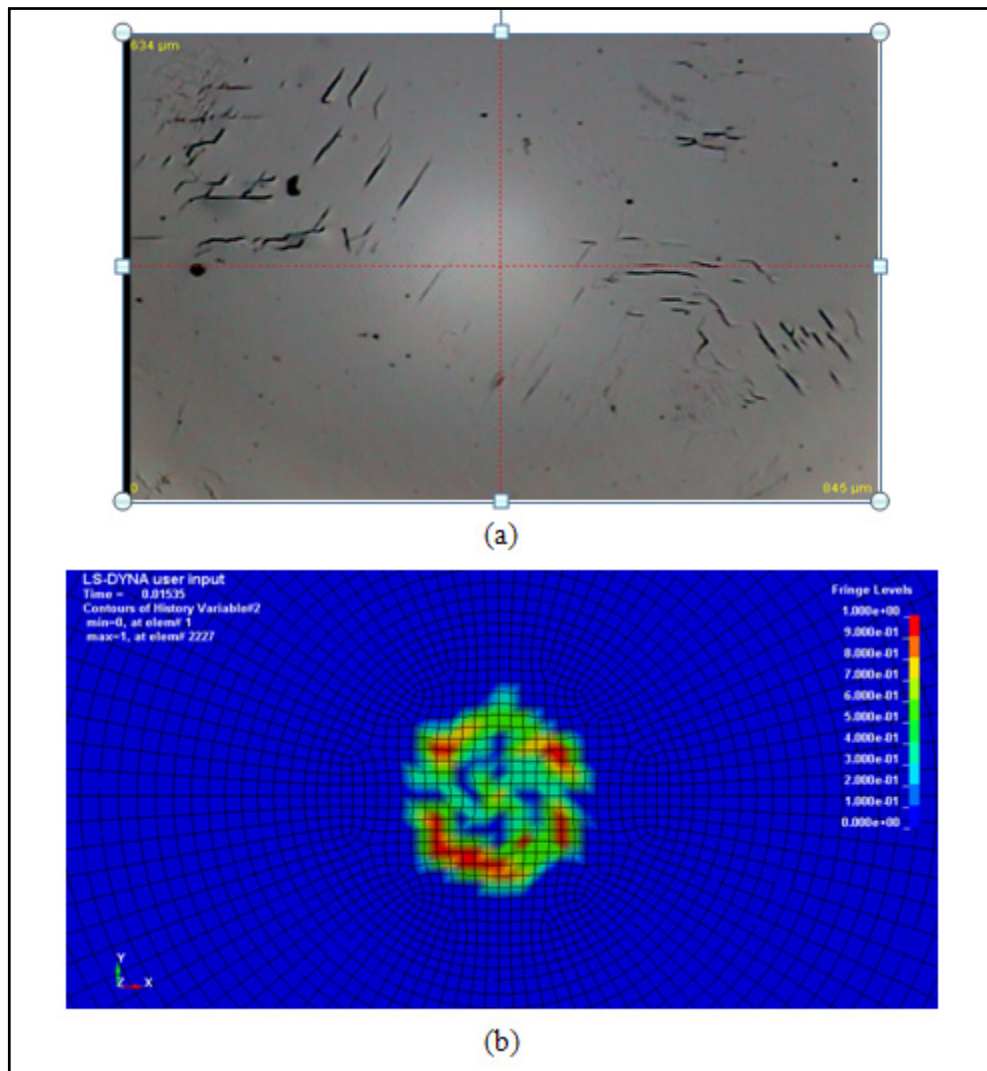 634 µm
0
845 µm
(a)
LS-DYNA user input
Time = 0.01535
Contours of History Variable#2
min=0, at elem# 1
max=1, at elem# 2227
Fringe Levels
1.000e+00
9.000e-01
8.000e-01
7.000e-01
6.000e-01
5.000e-01
4.000e-01
3.000e-01
2.000e-01
1.000e-01
0.000e+00
Y
Z X
(b)